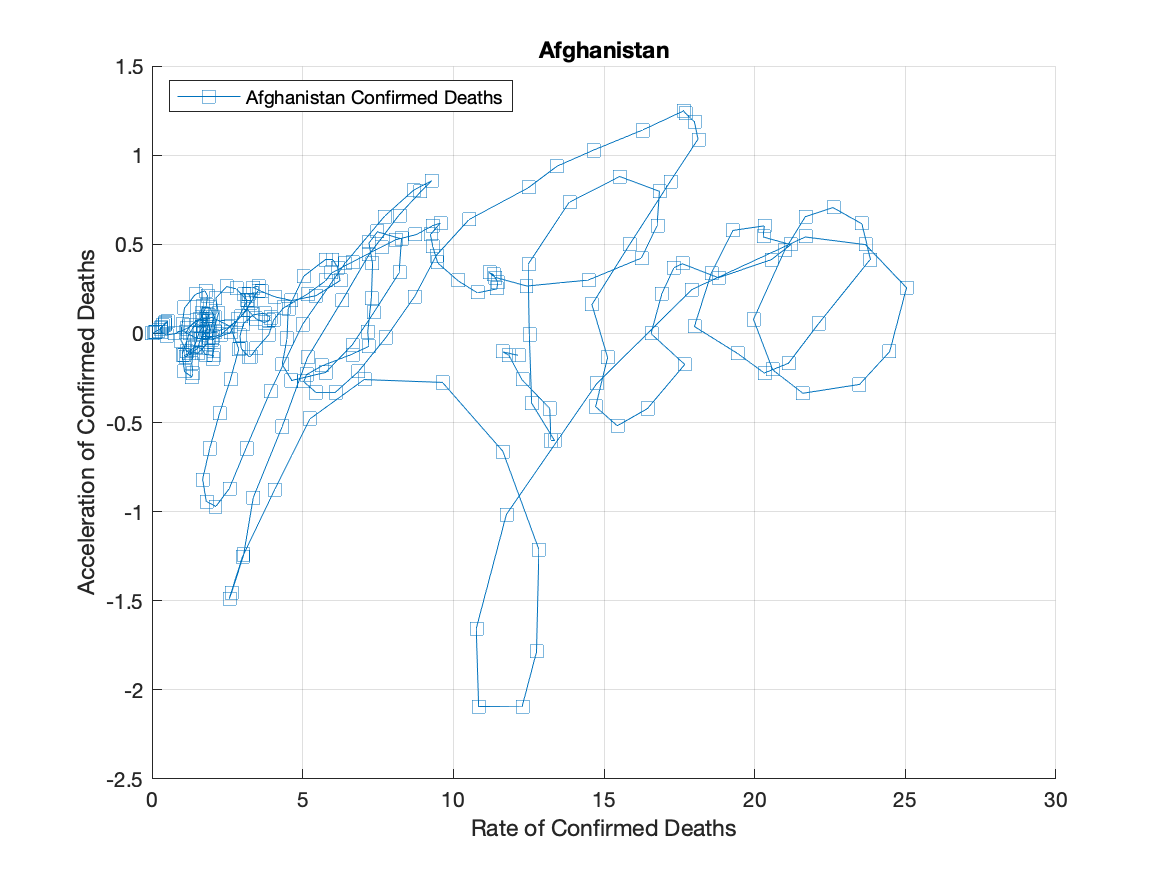 Afghanistan
Afghanistan Confirmed Deaths
Acceleration of Confirmed Deaths
1.5
1
0.5
0
-0.5
-1
-1.5
-2
-2.5
0 5 10 15 20 25 30
Rate of Confirmed Deaths